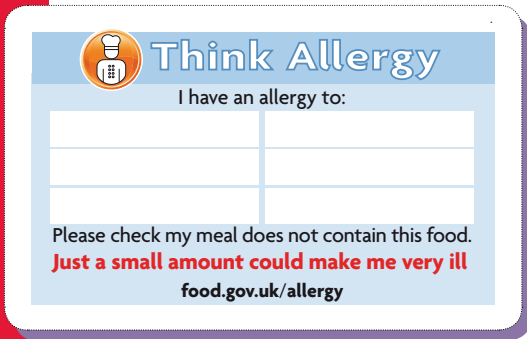 Think Allergy
I have an allergy to:
Please check my meal does not contain this food.
Just a small amount could make me very ill
food.gov.uk/allergy